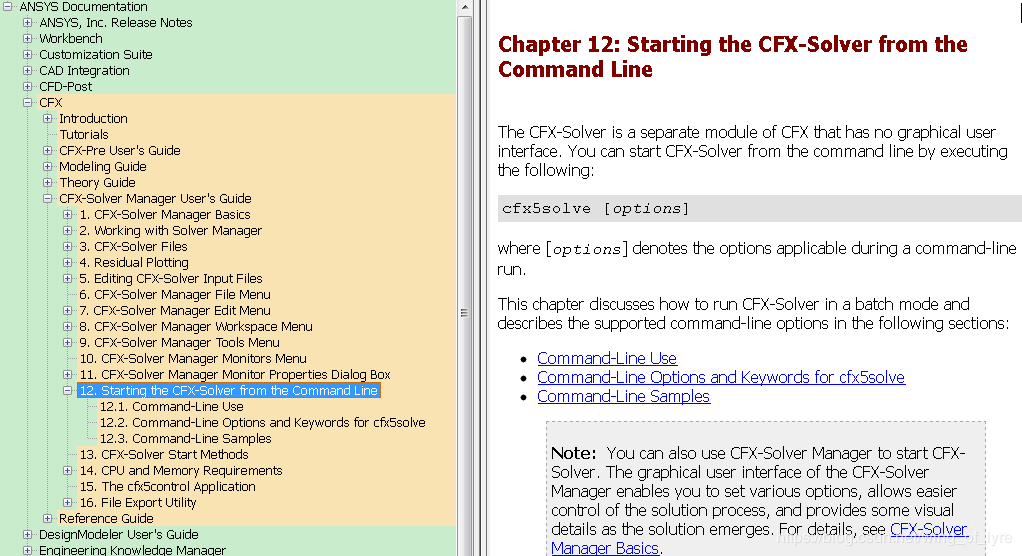 ANSYS Documentation
ANSYS, Inc. Release Notes
Workbench
Customization Suite
CAD Integration
CFD-Post
CFX
Introduction
Tutorials
CFX-Pre User's Guide
Modeling Guide
Theory Guide
CFX-Solver Manager User's Guide
1. CFX-Solver Manager Basics
2. Working with Solver Manager
3. CFX-Solver Files
4. Residual Plotting
5. Editing CFX-Solver Input Files
6. CFX-Solver Manager File Menu
7. CFX-Solver Manager Edit Menu
8. CFX-Solver Manager Workspace Menu
9. CFX-Solver Manager Tools Menu
10. CFX-Solver Manager Monitors Menu
11. CFX-Solver Manager Monitor Properties Dialog Box
12. Starting the CFX-Solver from the Command Line
12.1. Command-Line Use
12.2. Command-Line Options and Keywords for cfx5solve
12.3. Command-Line Samples
13. CFX-Solver Start Methods
14. CPU and Memory Requirements
15. The cfx5control Application
16. File Export Utility
Reference Guide
DesignModeler User's Guide
Engineering Knowledge Manager
Chapter 12: Starting the CFX-Solver from the
Command Line
The CFX-Solver is a separate module of CFX that has no graphical user
interface. You can start CFX-Solver from the command line by executing
the following:
cfx5solve [options]
where [options] denotes the options applicable during a command-line
run.
This chapter discusses how to run CFX-Solver in a batch mode and
describes the supported command-line options in the following sections:
Command-Line Use
Command-Line Options and Keywords for cfx5solve
Command-Line Samples
Note: You can also use CFX-Solver Manager to start CFX-
Solver. The graphical user interface of the CFX-Solver
Manager enables you to set various options, allows easier
control of the solution process, and provides some visual
details as the solution emerges. For details, see CFX-Solver
Manager Basics.